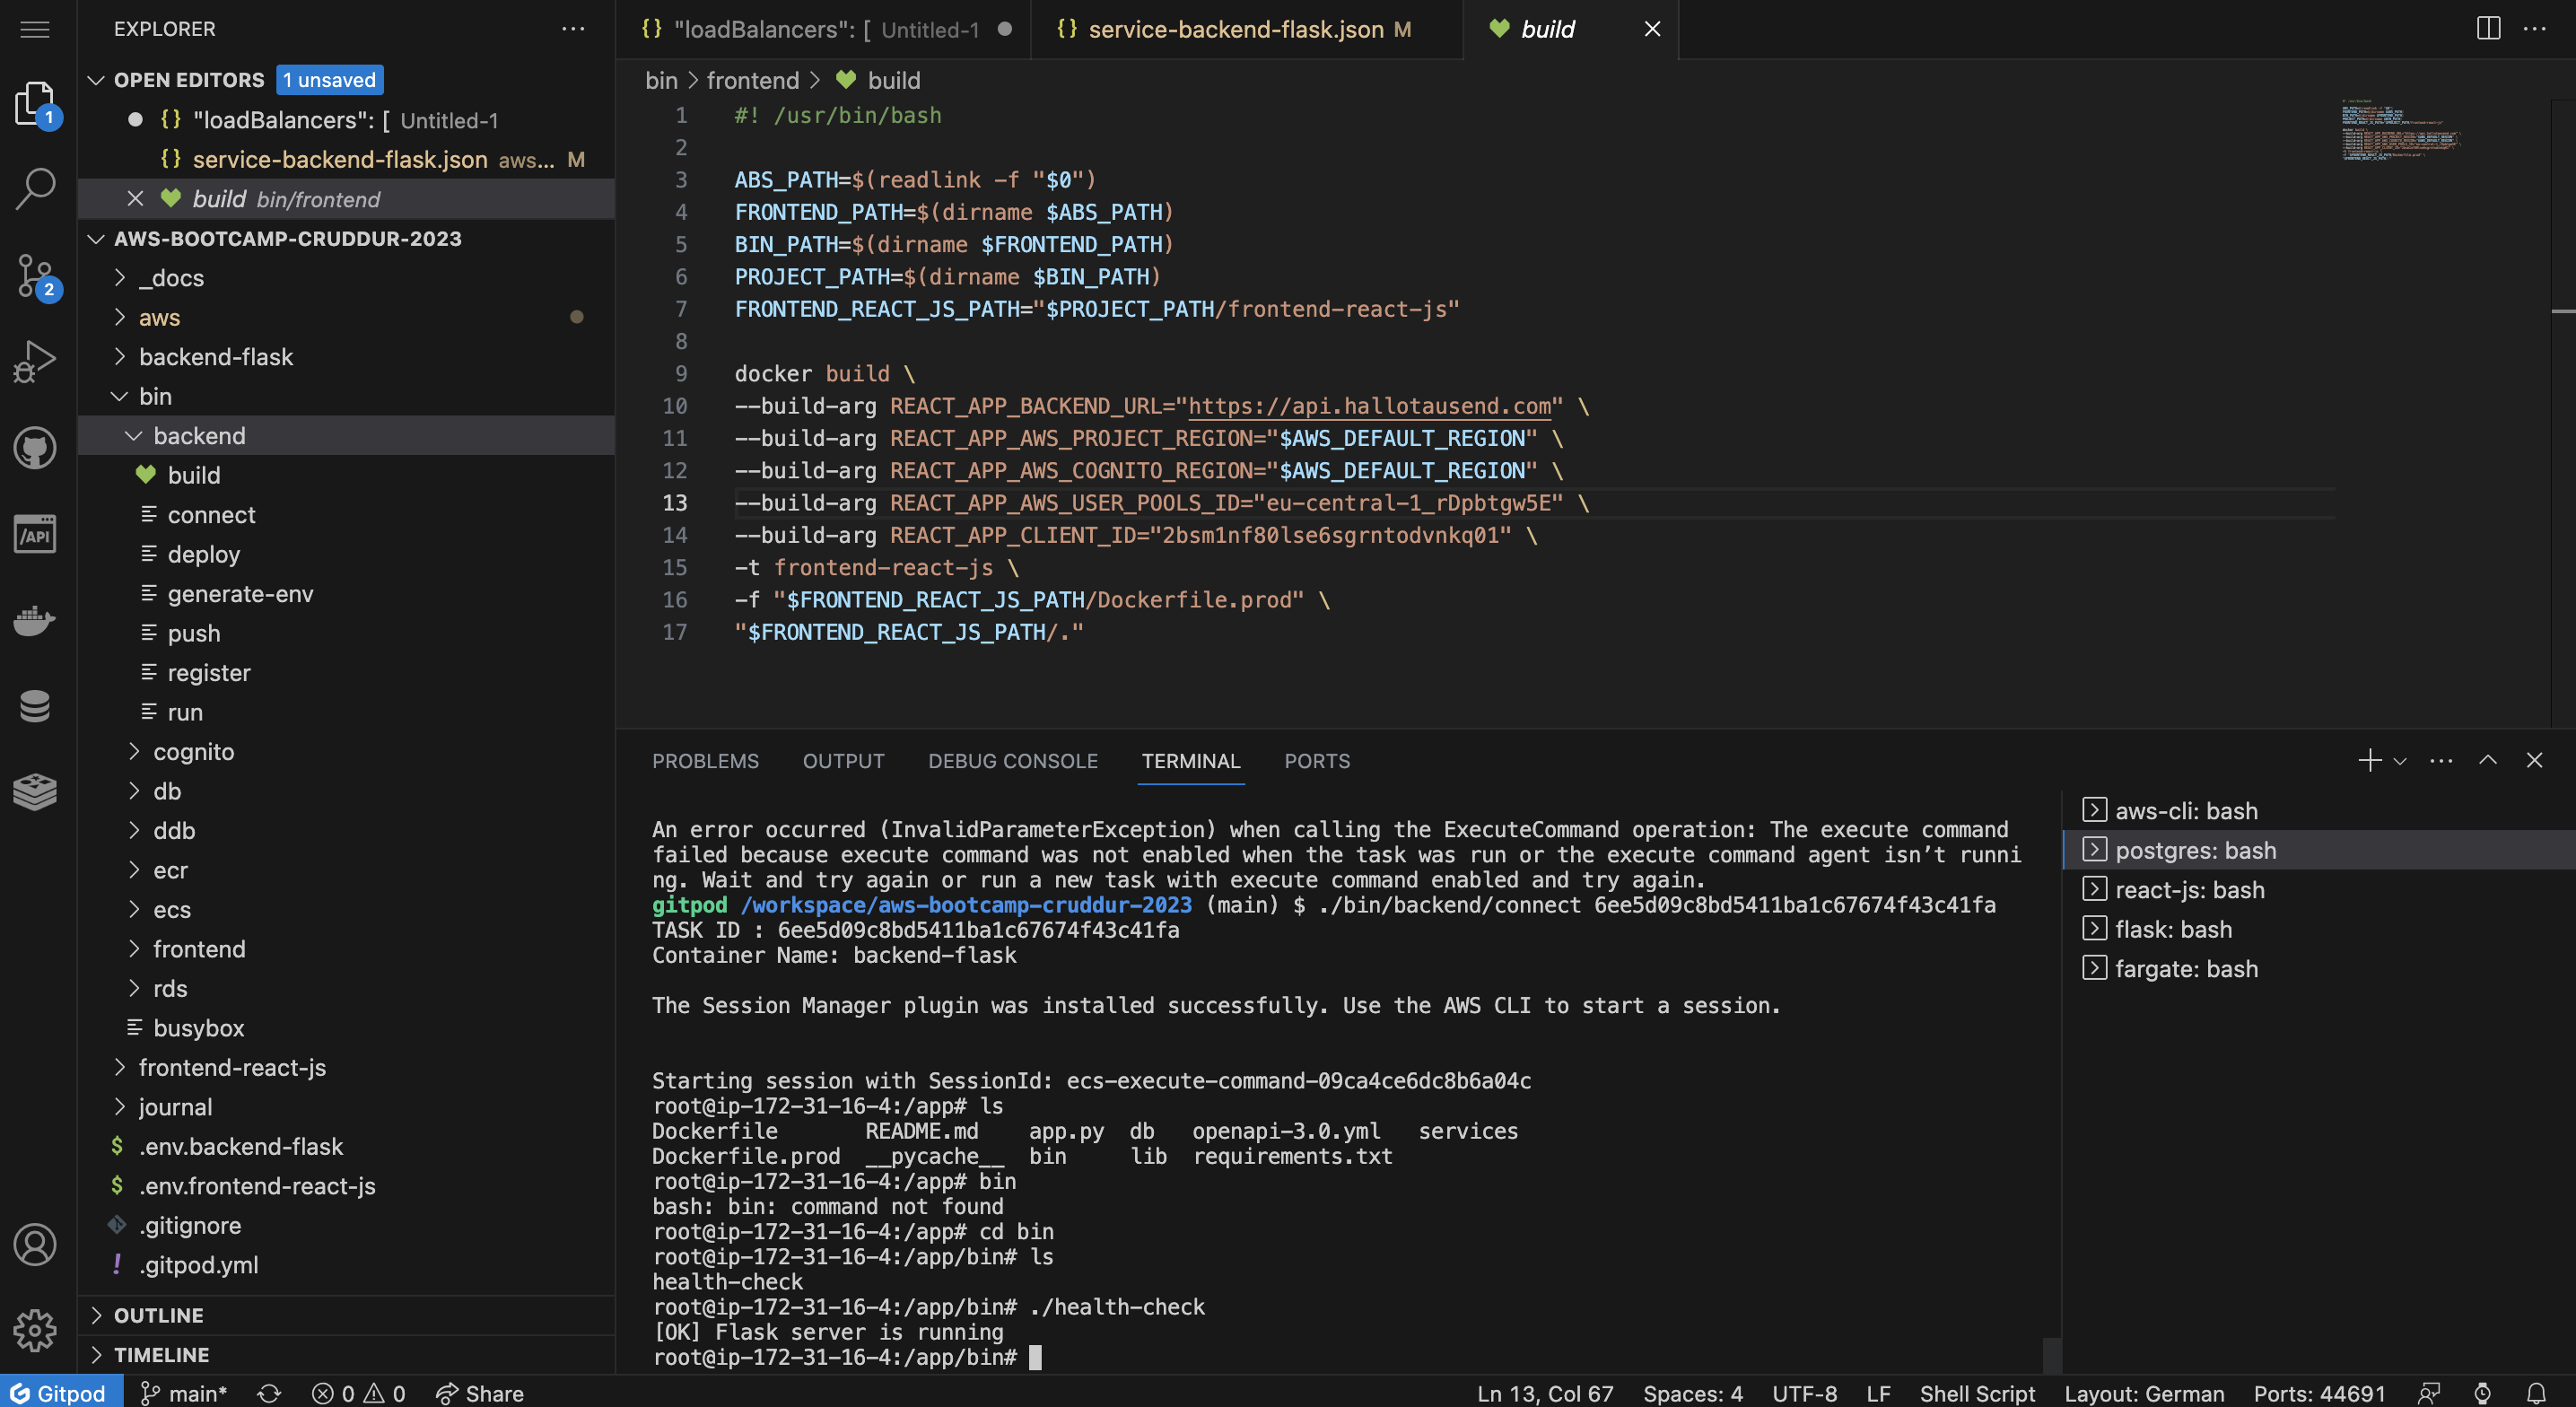 EXPLORER
OPEN EDITORS 1 unsaved
"loadBalancers": [ Untitled-1
service-backend-flask.json aws... M
build bin/frontend
AWS-BOOTCAMP-CRUDDUR-2023
_docs
aws
backend-flask
bin
backend
build
connect
deploy
generate-env
push
register
run
cognito
db
ddb
ecr
ecs
frontend
rds
busybox
frontend-react-js
journal
$ .env.backend-flask
$ .env.frontend-react-js
.gitignore
! .gitpod.yml
OUTLINE
TIMELINE
1
2
/API
{} "loadBalancers": [ Untitled-1
{} service-backend-flask.json M
build
bin > frontend > build
1 #! /usr/bin/bash
2
3 ABS_PATH=$(readlink -f "$0")
4 FRONTEND_PATH=$(dirname $ABS_PATH)
5 BIN_PATH=$(dirname $FRONTEND_PATH)
6 PROJECT_PATH=$(dirname $BIN_PATH)
7 FRONTEND_REACT_JS_PATH="$PROJECT_PATH/frontend-react-js"
8
9 docker build \
10 --build-arg REACT_APP_BACKEND_URL="https://api.hallotausend.com" \
11 --build-arg REACT_APP_AWS_PROJECT_REGION="$AWS_DEFAULT_REGION" \
12 --build-arg REACT_APP_AWS_COGNITO_REGION="$AWS_DEFAULT_REGION" \
13 --build-arg REACT_APP_AWS_USER_POOLS_ID="eu-central-1_rDpbtgw5E" \
14 --build-arg REACT_APP_CLIENT_ID="2bsm1nf80lse6sgrntodvnkq01" \
15 -t frontend-react-js \
16 -f "$FRONTEND_REACT_JS_PATH/Dockerfile.prod" \
17 "$FRONTEND_REACT_JS_PATH/."
PROBLEMS OUTPUT DEBUG CONSOLE TERMINAL PORTS
An error occurred (InvalidParameterException) when calling the ExecuteCommand operation: The execute command
failed because execute command was not enabled when the task was run or the execute command agent isn’t runni
ng. Wait and try again or run a new task with execute command enabled and try again.
gitpod /workspace/aws-bootcamp-cruddur-2023 (main) $ ./bin/backend/connect 6ee5d09c8bd5411ba1c67674f43c41fa
TASK ID : 6ee5d09c8bd5411ba1c67674f43c41fa
Container Name: backend-flask
The Session Manager plugin was installed successfully. Use the AWS CLI to start a session.
Starting session with SessionId: ecs-execute-command-09ca4ce6dc8b6a04c
root@ip-172-31-16-4:/app# ls
Dockerfile README.md app.py db openapi-3.0.yml services
Dockerfile.prod __pycache__ bin lib requirements.txt
root@ip-172-31-16-4:/app# bin
bash: bin: command not found
root@ip-172-31-16-4:/app# cd bin
root@ip-172-31-16-4:/app/bin# ls
health-check
root@ip-172-31-16-4:/app/bin# ./health-check
[OK] Flask server is running
root@ip-172-31-16-4:/app/bin#
aws-cli: bash
postgres: bash
react-js: bash
flask: bash
fargate: bash
Gitpod main* 0 0 Share Ln 13, Col 67 Spaces: 4 UTF-8 LF Shell Script Layout: German Ports: 44691